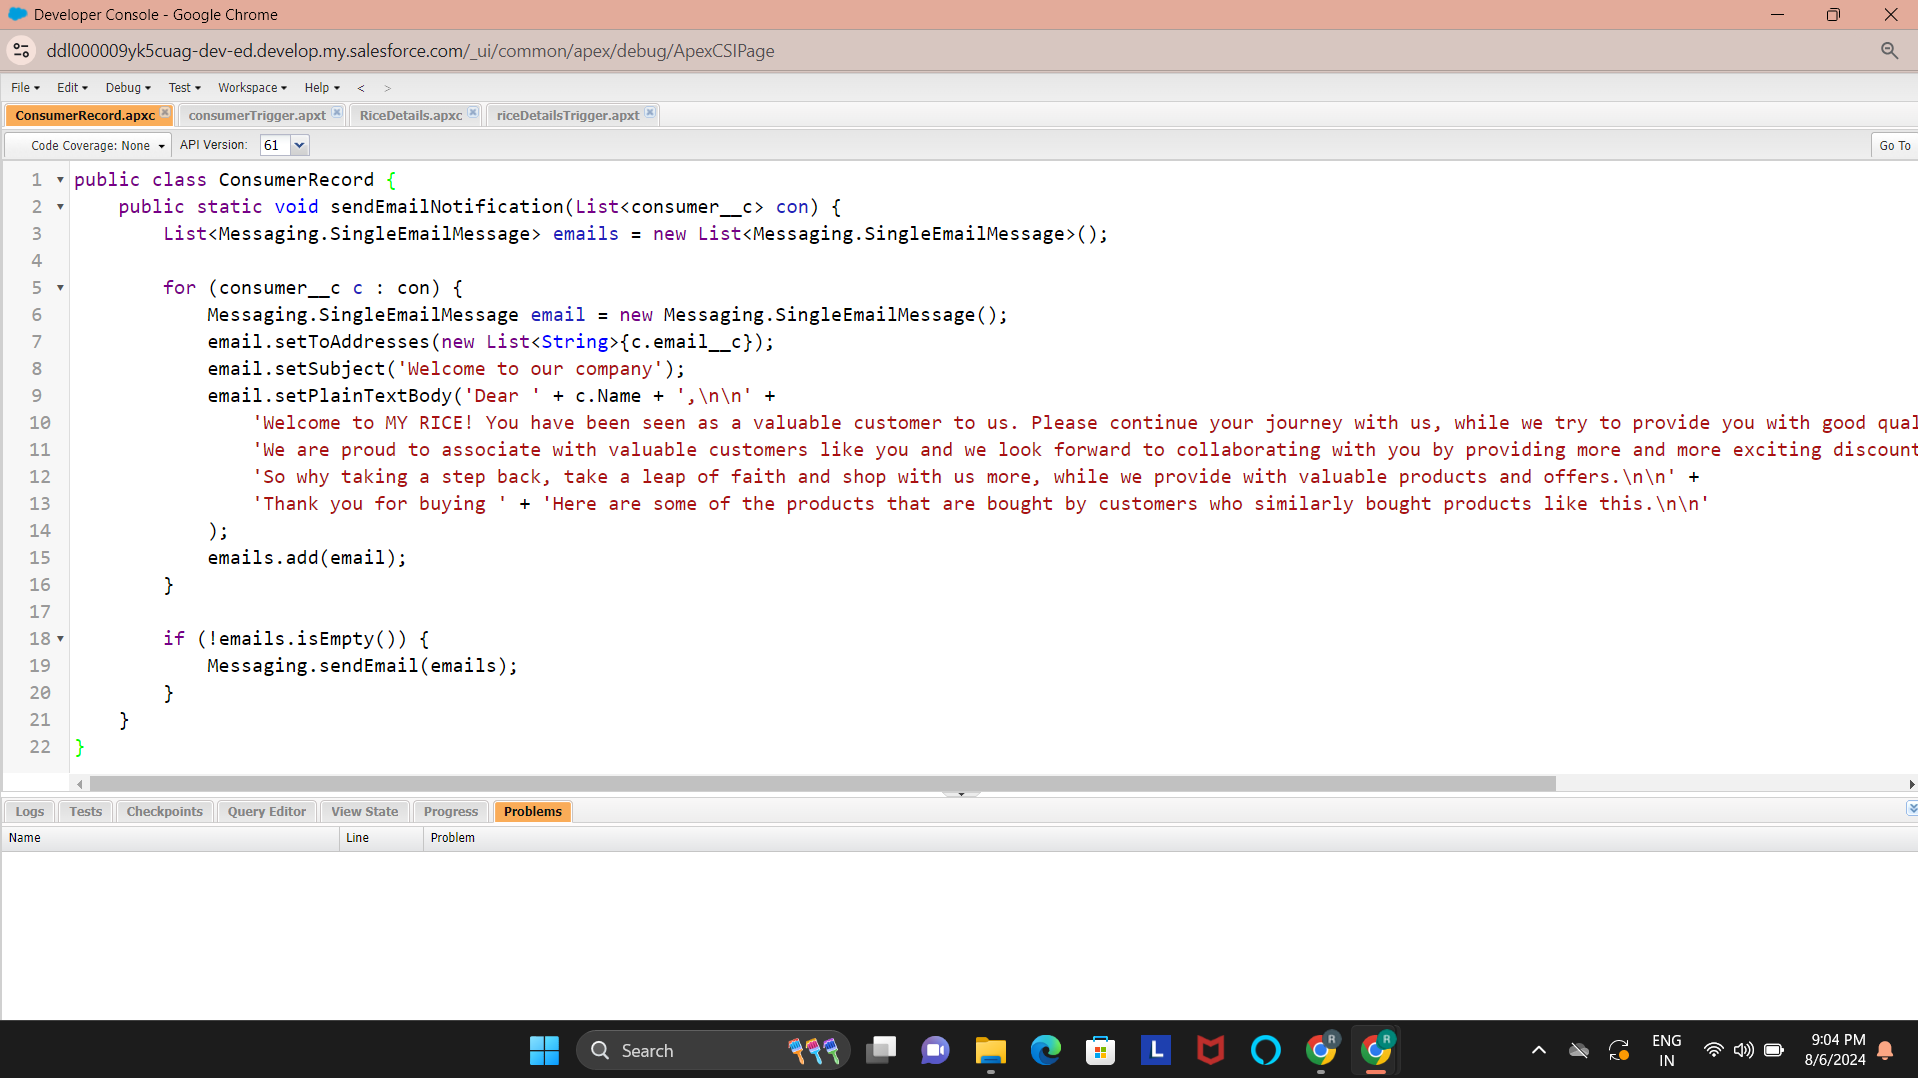 Developer Console - Google Chrome
ddl000009yk5cuag-dev-ed.develop.my.salesforce.com/_ui/common/apex/debug/ApexCSIPage
File Edit Debug Test Workspace Help < >
ConsumerRecord.apxc consumerTrigger.apxt RiceDetails.apxc riceDetailsTrigger.apxt
Code Coverage: None API Version: 61 Go To
1 public class ConsumerRecord {
2 public static void sendEmailNotification(List<consumer__c> con) {
3 List<Messaging.SingleEmailMessage> emails = new List<Messaging.SingleEmailMessage>();
4
5 for (consumer__c c : con) {
6 Messaging.SingleEmailMessage email = new Messaging.SingleEmailMessage();
7 email.setToAddresses(new List<String>{c.email__c});
8 email.setSubject('Welcome to our company');
9 email.setPlainTextBody('Dear ' + c.Name + ',\n\n' +
10 'Welcome to MY RICE! You have been seen as a valuable customer to us. Please continue your journey with us, while we try to provide you with good qual
11 'We are proud to associate with valuable customers like you and we look forward to collaborating with you by providing more and more exciting discount
12 'So why taking a step back, take a leap of faith and shop with us more, while we provide with valuable products and offers.\n\n' +
13 'Thank you for buying ' + 'Here are some of the products that are bought by customers who similarly bought products like this.\n\n'
14 );
15 emails.add(email);
16 }
17
18 if (!emails.isEmpty()) {
19 Messaging.sendEmail(emails);
20 }
21 }
22 }
Logs Tests Checkpoints Query Editor View State Progress Problems
Name Line Problem
Search L R R ENG IN 9:04 PM 8/6/2024